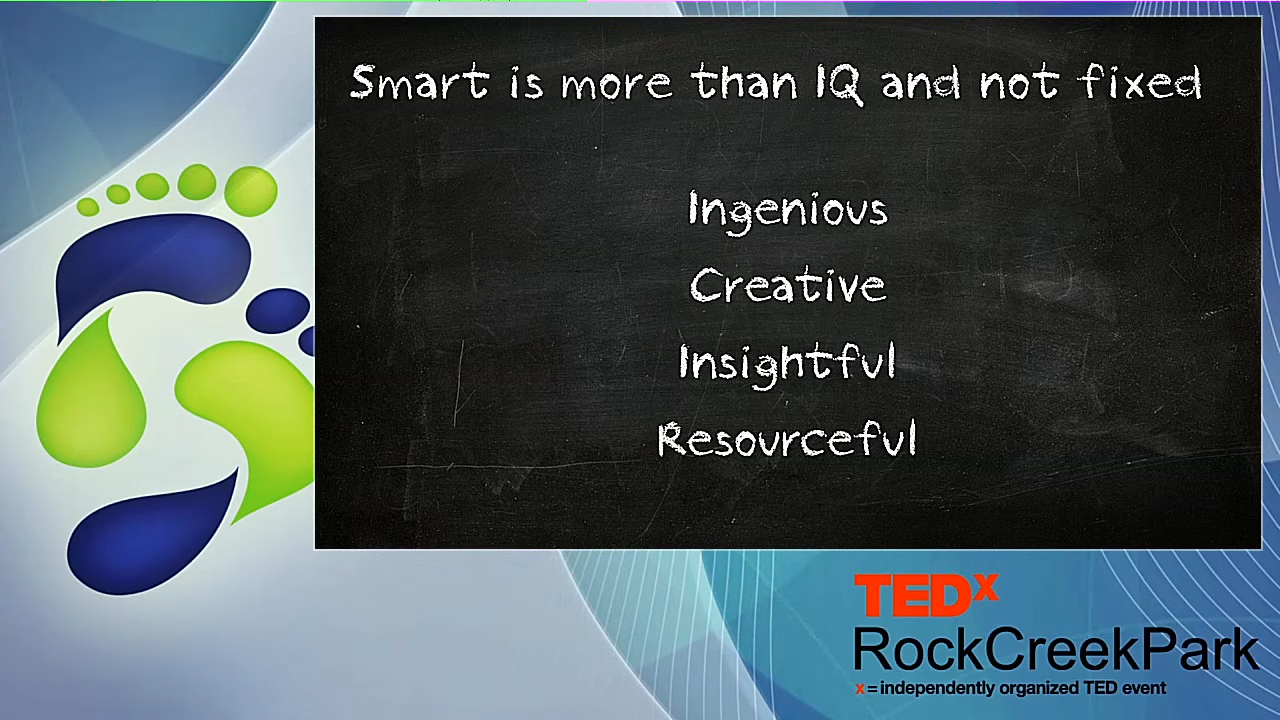 Smart is more than IQ and not fixed
Ingenious
Creative
Insightful
Resourceful
TEDx
RockCreekPark
x = independently organized TED event